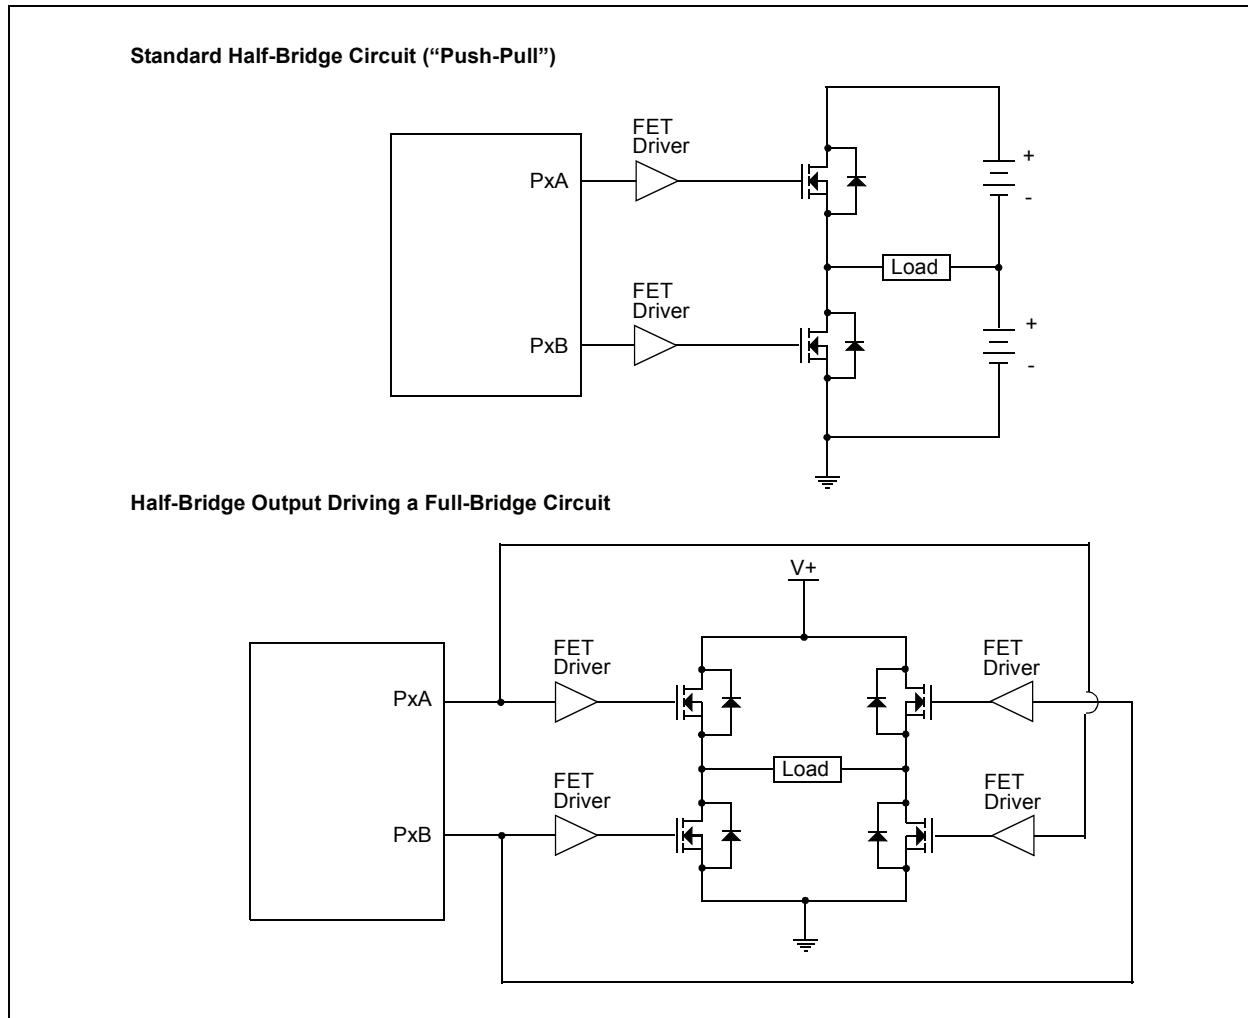 Standard Half-Bridge Circuit (“Push-Pull”)
FET
Driver
PxA
+
-
Load
FET
Driver
PxB
+
-
Half-Bridge Output Driving a Full-Bridge Circuit
V+
FET
Driver
FET
Driver
PxA
Load
FET
Driver
FET
Driver
PxB